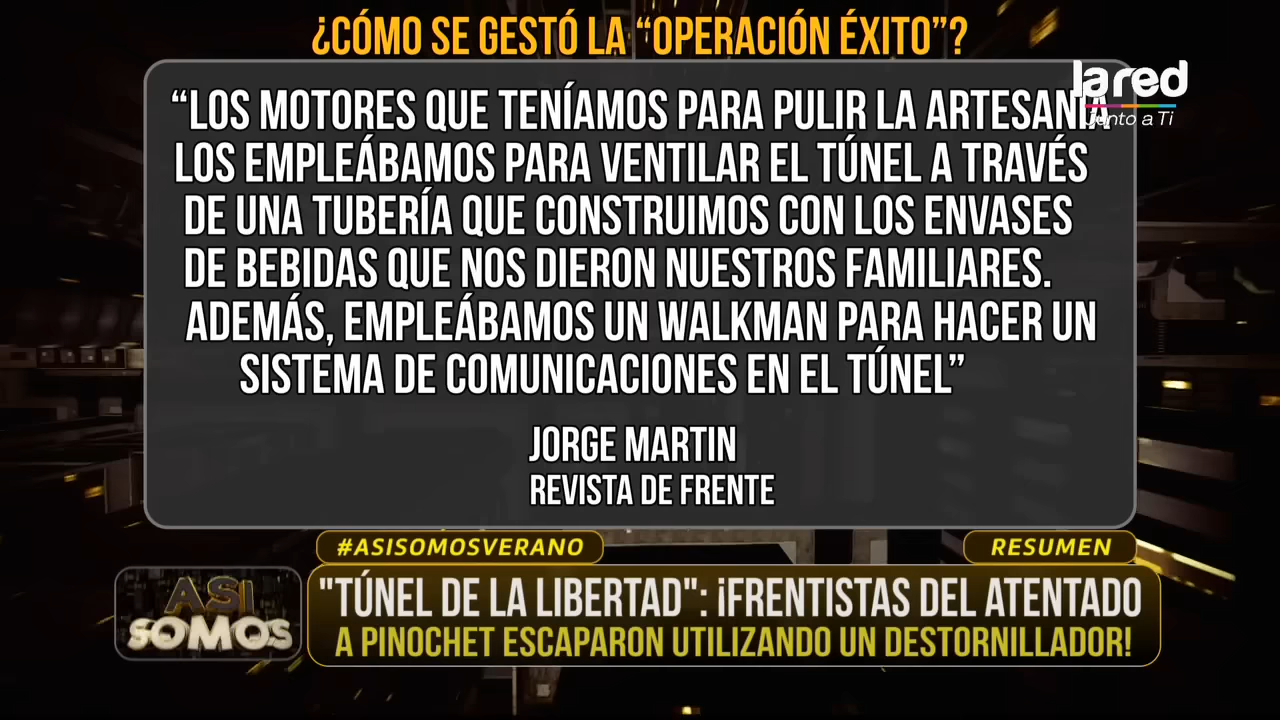 ¿CÓMO SE GESTÓ LA “OPERACIÓN ÉXITO”?
la red
Junto a Ti
“LOS MOTORES QUE TENÍAMOS PARA PULIR LA ARTESANÍA
LOS EMPLEÁBAMOS PARA VENTILAR EL TÚNEL A TRAVÉS
DE UNA TUBERÍA QUE CONSTRUIMOS CON LOS ENVASES
DE BEBIDAS QUE NOS DIERON NUESTROS FAMILIARES.
ADEMÁS, EMPLEÁBAMOS UN WALKMAN PARA HACER UN
SISTEMA DE COMUNICACIONES EN EL TÚNEL”
JORGE MARTIN
REVISTA DE FRENTE
#ASISOMOSVERANO
RESUMEN
ASI
SOMOS
"TÚNEL DE LA LIBERTAD": ¡FRENTISTAS DEL ATENTADO
A PINOCHET ESCAPARON UTILIZANDO UN DESTORNILLADOR!